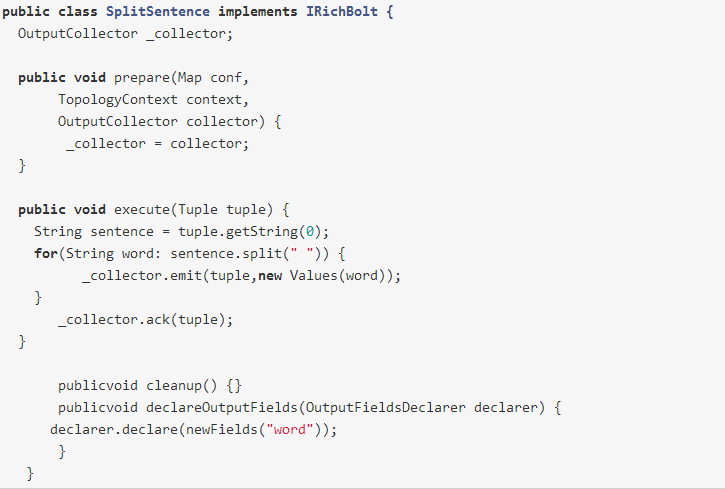 public class SplitSentence implements IRichBolt {
OutputCollector _collector;
public void prepare(Map conf,
TopologyContext context,
OutputCollector collector) {
_collector = collector;
}
public void execute(Tuple tuple) {
String sentence = tuple.getString(0);
for(String word: sentence.split(" ")) {
_collector.emit(tuple,new Values(word));
}
_collector.ack(tuple);
}
publicvoid cleanup() {}
publicvoid declareOutputFields(OutputFieldsDeclarer declarer) {
declarer.declare(newFields("word"));
}
}